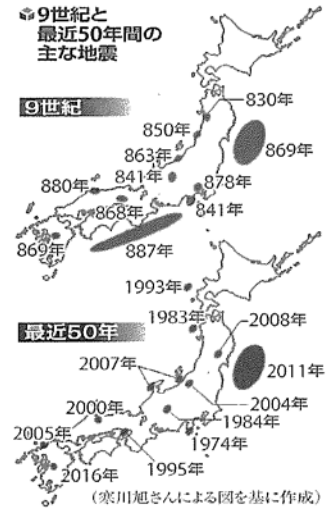 9世紀と
最近50年間の
主な地震
9世紀
830年
850年
863年
869年
841年
880年
878年
868年
841年
869年
887年
1993年
最近50年
1983年
2008年
2007年
2011年
2004年
2000年
1984年
2005年
1974年
2016年
1995年
(寒川旭さんによる図を基に作成)